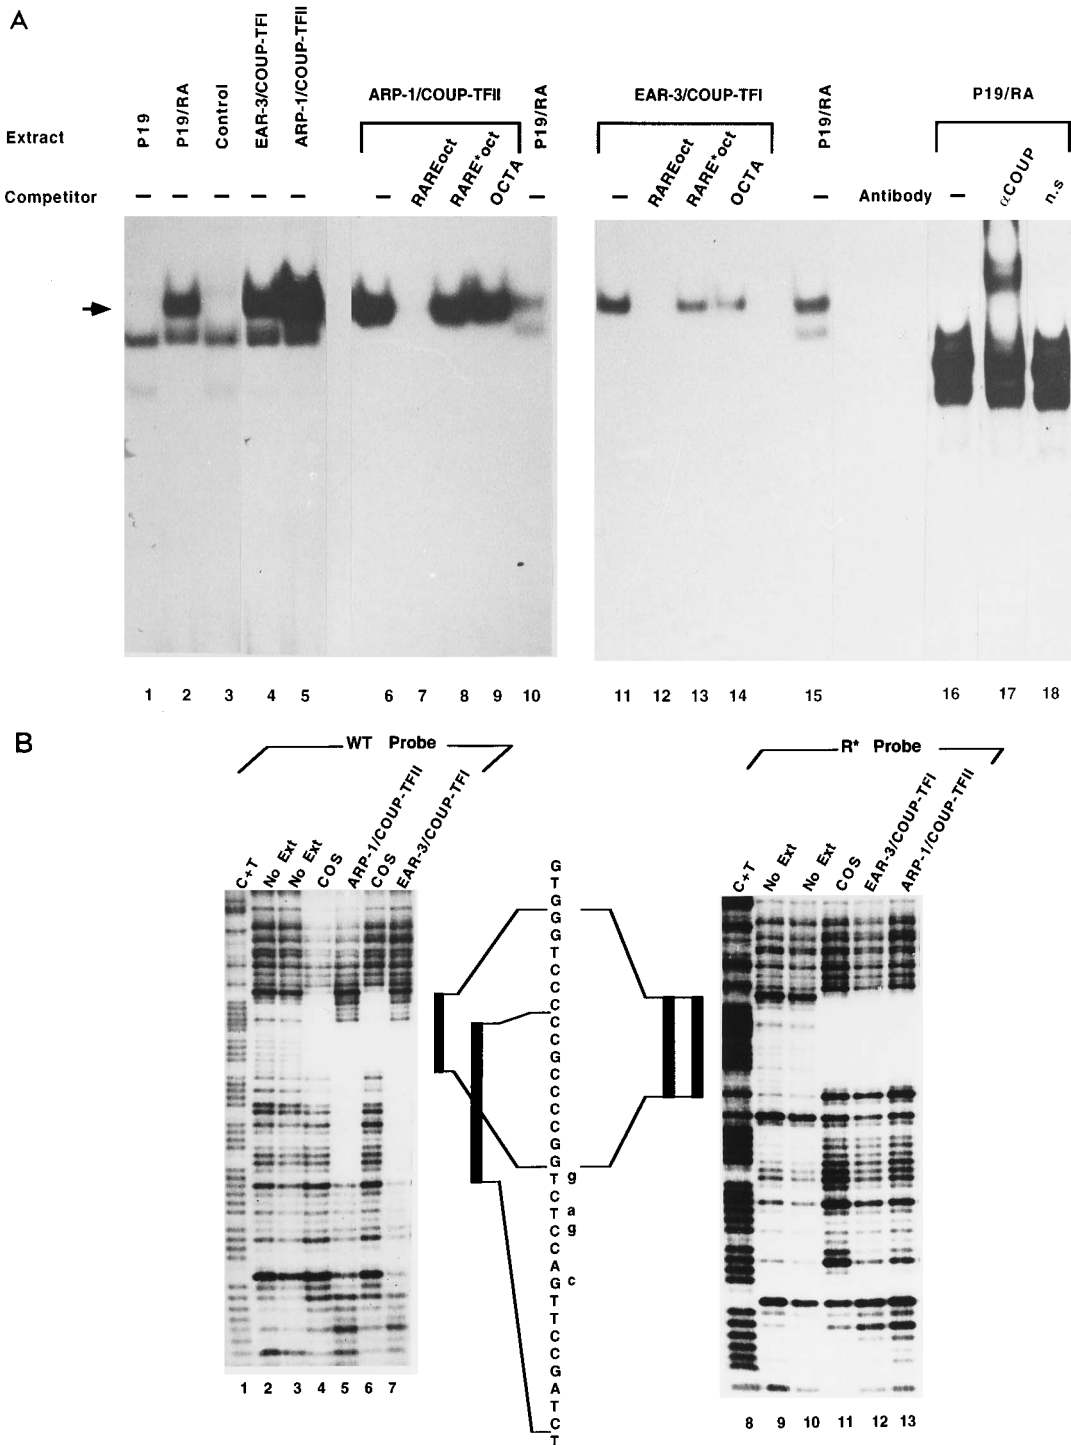 A
P19
P19/RA
Control
EAR-3/COUP-TFI
ARP-1/COUP-TFII
ARP-1/COUP-TFII
P19/RA
EAR-3/COUP-TFI
P19/RA
P19/RA
Extract
Competitor
– – – – – – RAREoct RARE*oct OCTA –
– RAREoct RARE*oct OCTA –
Antibody – αCOUP n.s
1 2 3 4 5 6 7 8 9 10 11 12 13 14 15 16 17 18
B
WT Probe
R* Probe
C+T No Ext No Ext COS ARP-1/COUP-TFII COS EAR-3/COUP-TFI
C+T No Ext No Ext COS EAR-3/COUP-TFI ARP-1/COUP-TFII
G
T
G
G
G
T
C
C
C
C
C
G
C
C
C
C
G
G
T g
C
T a
C g
C
A
G c
T
T
C
C
G
A
T
C
T
1 2 3 4 5 6 7
8 9 10 11 12 13